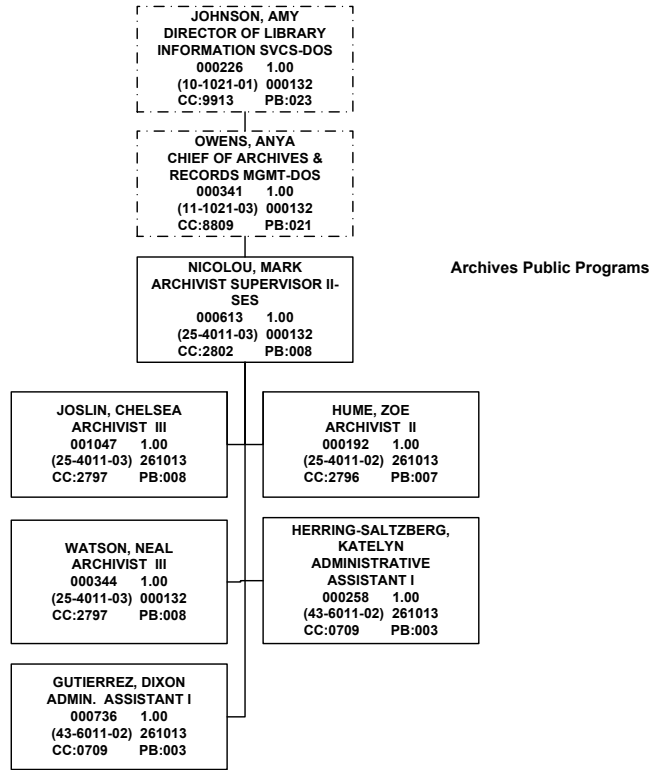 JOHNSON, AMY
DIRECTOR OF LIBRARY
INFORMATION SVCS-DOS
000226 1.00
(10-1021-01) 000132
CC:9913 PB:023
OWENS, ANYA
CHIEF OF ARCHIVES &
RECORDS MGMT-DOS
000341 1.00
(11-1021-03) 000132
CC:8809 PB:021
NICOLOU, MARK
ARCHIVIST SUPERVISOR II-
SES
000613 1.00
(25-4011-03) 000132
CC:2802 PB:008
Archives Public Programs
JOSLIN, CHELSEA
ARCHIVIST III
001047 1.00
(25-4011-03) 261013
CC:2797 PB:008
HUME, ZOE
ARCHIVIST II
000192 1.00
(25-4011-02) 261013
CC:2796 PB:007
WATSON, NEAL
ARCHIVIST III
000344 1.00
(25-4011-03) 000132
CC:2797 PB:008
HERRING-SALTZBERG,
KATELYN
ADMINISTRATIVE
ASSISTANT I
000258 1.00
(43-6011-02) 261013
CC:0709 PB:003
GUTIERREZ, DIXON
ADMIN. ASSISTANT I
000736 1.00
(43-6011-02) 261013
CC:0709 PB:003